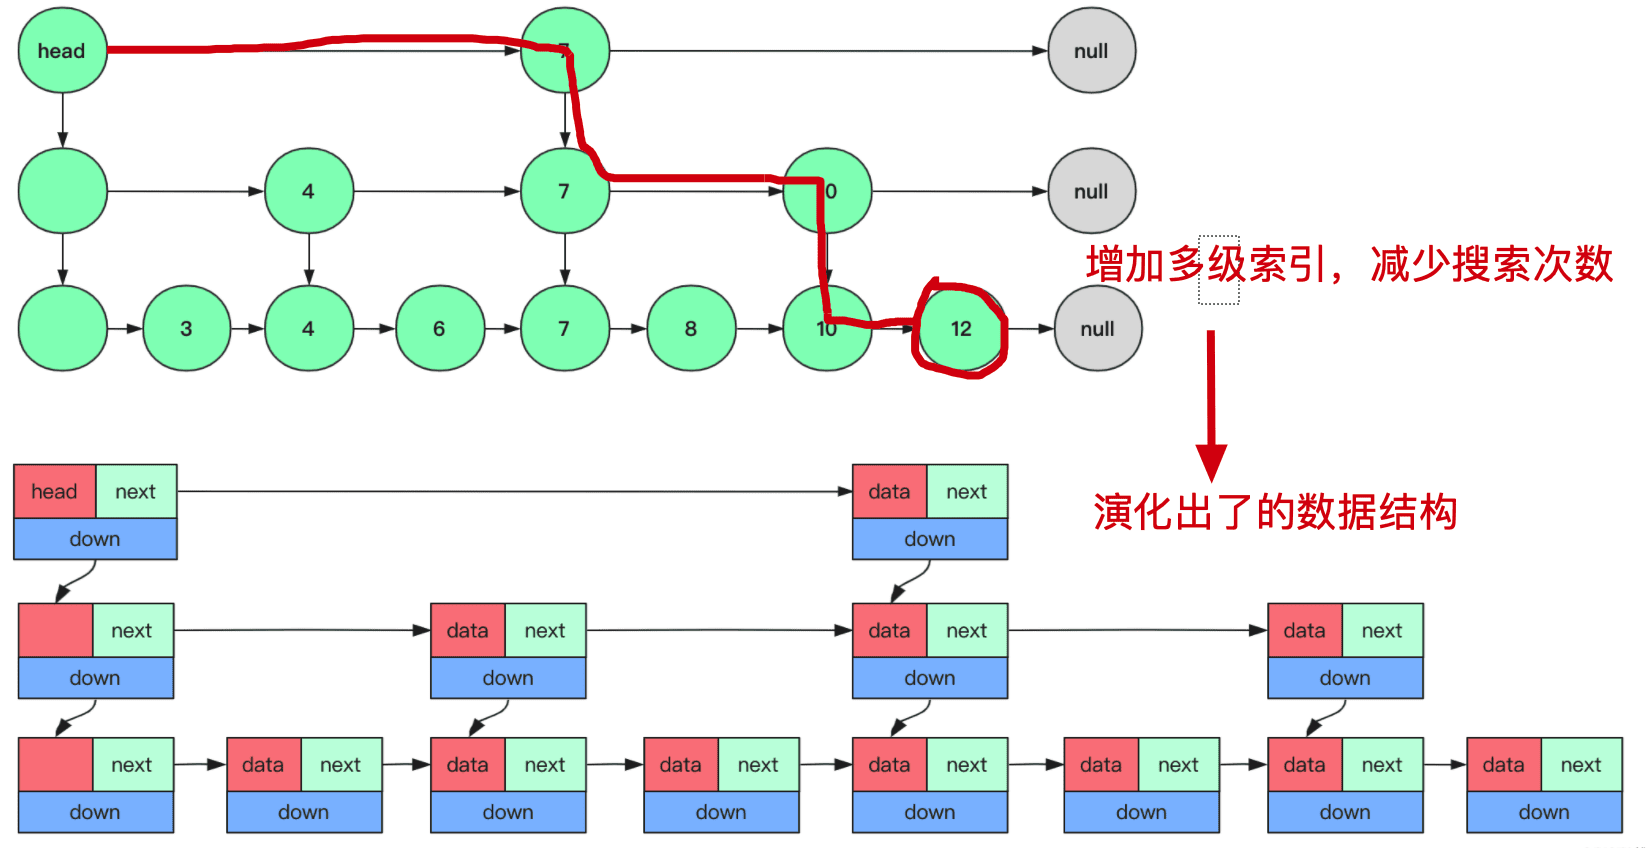 head 7 null
4 7 0 null
增加多级索引，减少搜索次数
3 4 6 7 8 10 12 null
head next data next
演化出了的数据结构
down down
next data next data next data next
down down down down
next data next data next data next data next data next data next data next
down down down down down down down down